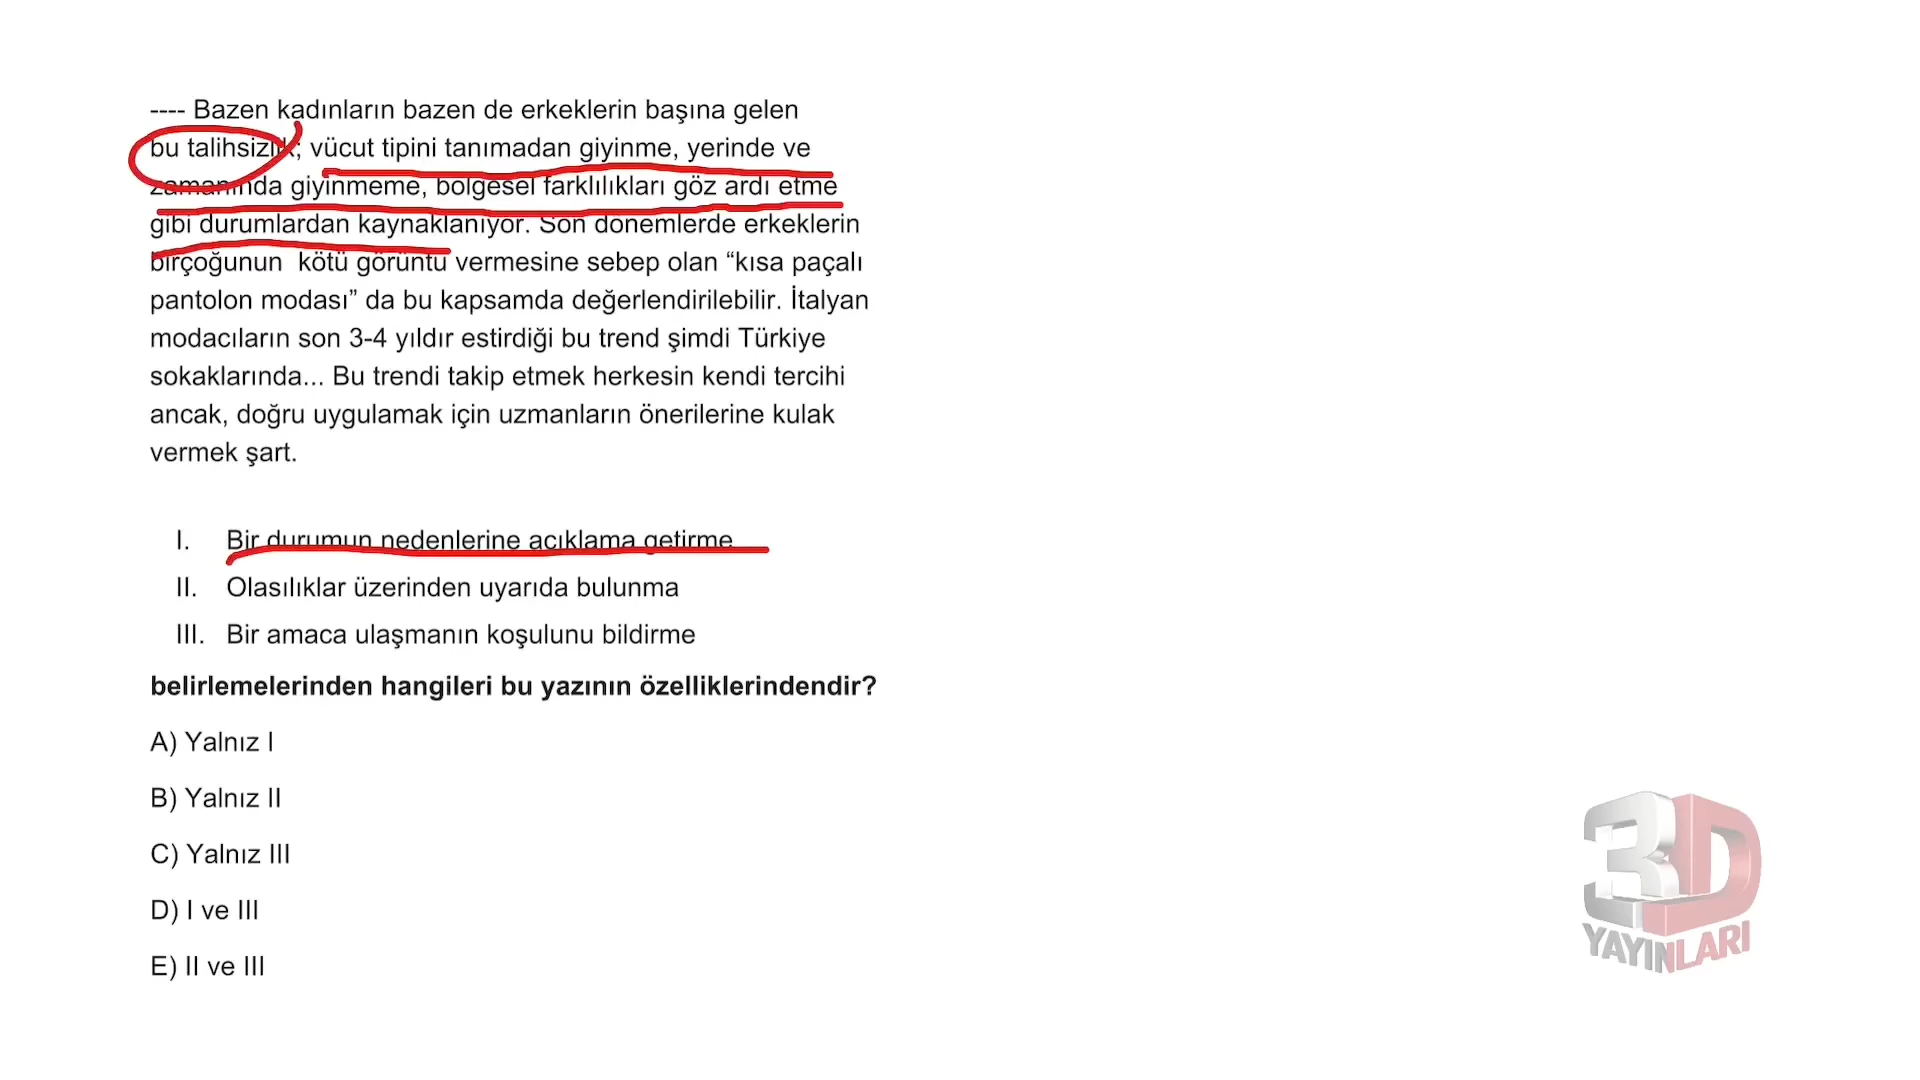 ---- Bazen kadınların bazen de erkeklerin başına gelen
bu talihsizlik; vücut tipini tanımadan giyinme, yerinde ve
zamanında giyinmeme, bölgesel farklılıkları göz ardı etme
gibi durumlardan kaynaklanıyor. Son dönemlerde erkeklerin
birçoğunun  kötü görüntü vermesine sebep olan “kısa paçalı
pantolon modası” da bu kapsamda değerlendirilebilir. İtalyan
modacıların son 3-4 yıldır estirdiği bu trend şimdi Türkiye
sokaklarında... Bu trendi takip etmek herkesin kendi tercihi
ancak, doğru uygulamak için uzmanların önerilerine kulak
vermek şart.
I. Bir durumun nedenlerine açıklama getirme
II. Olasılıklar üzerinden uyarıda bulunma
III. Bir amaca ulaşmanın koşulunu bildirme
belirlemelerinden hangileri bu yazının özelliklerindendir?
A) Yalnız I
B) Yalnız II
C) Yalnız III
D) I ve III
E) II ve III
3D
YAYINLARI